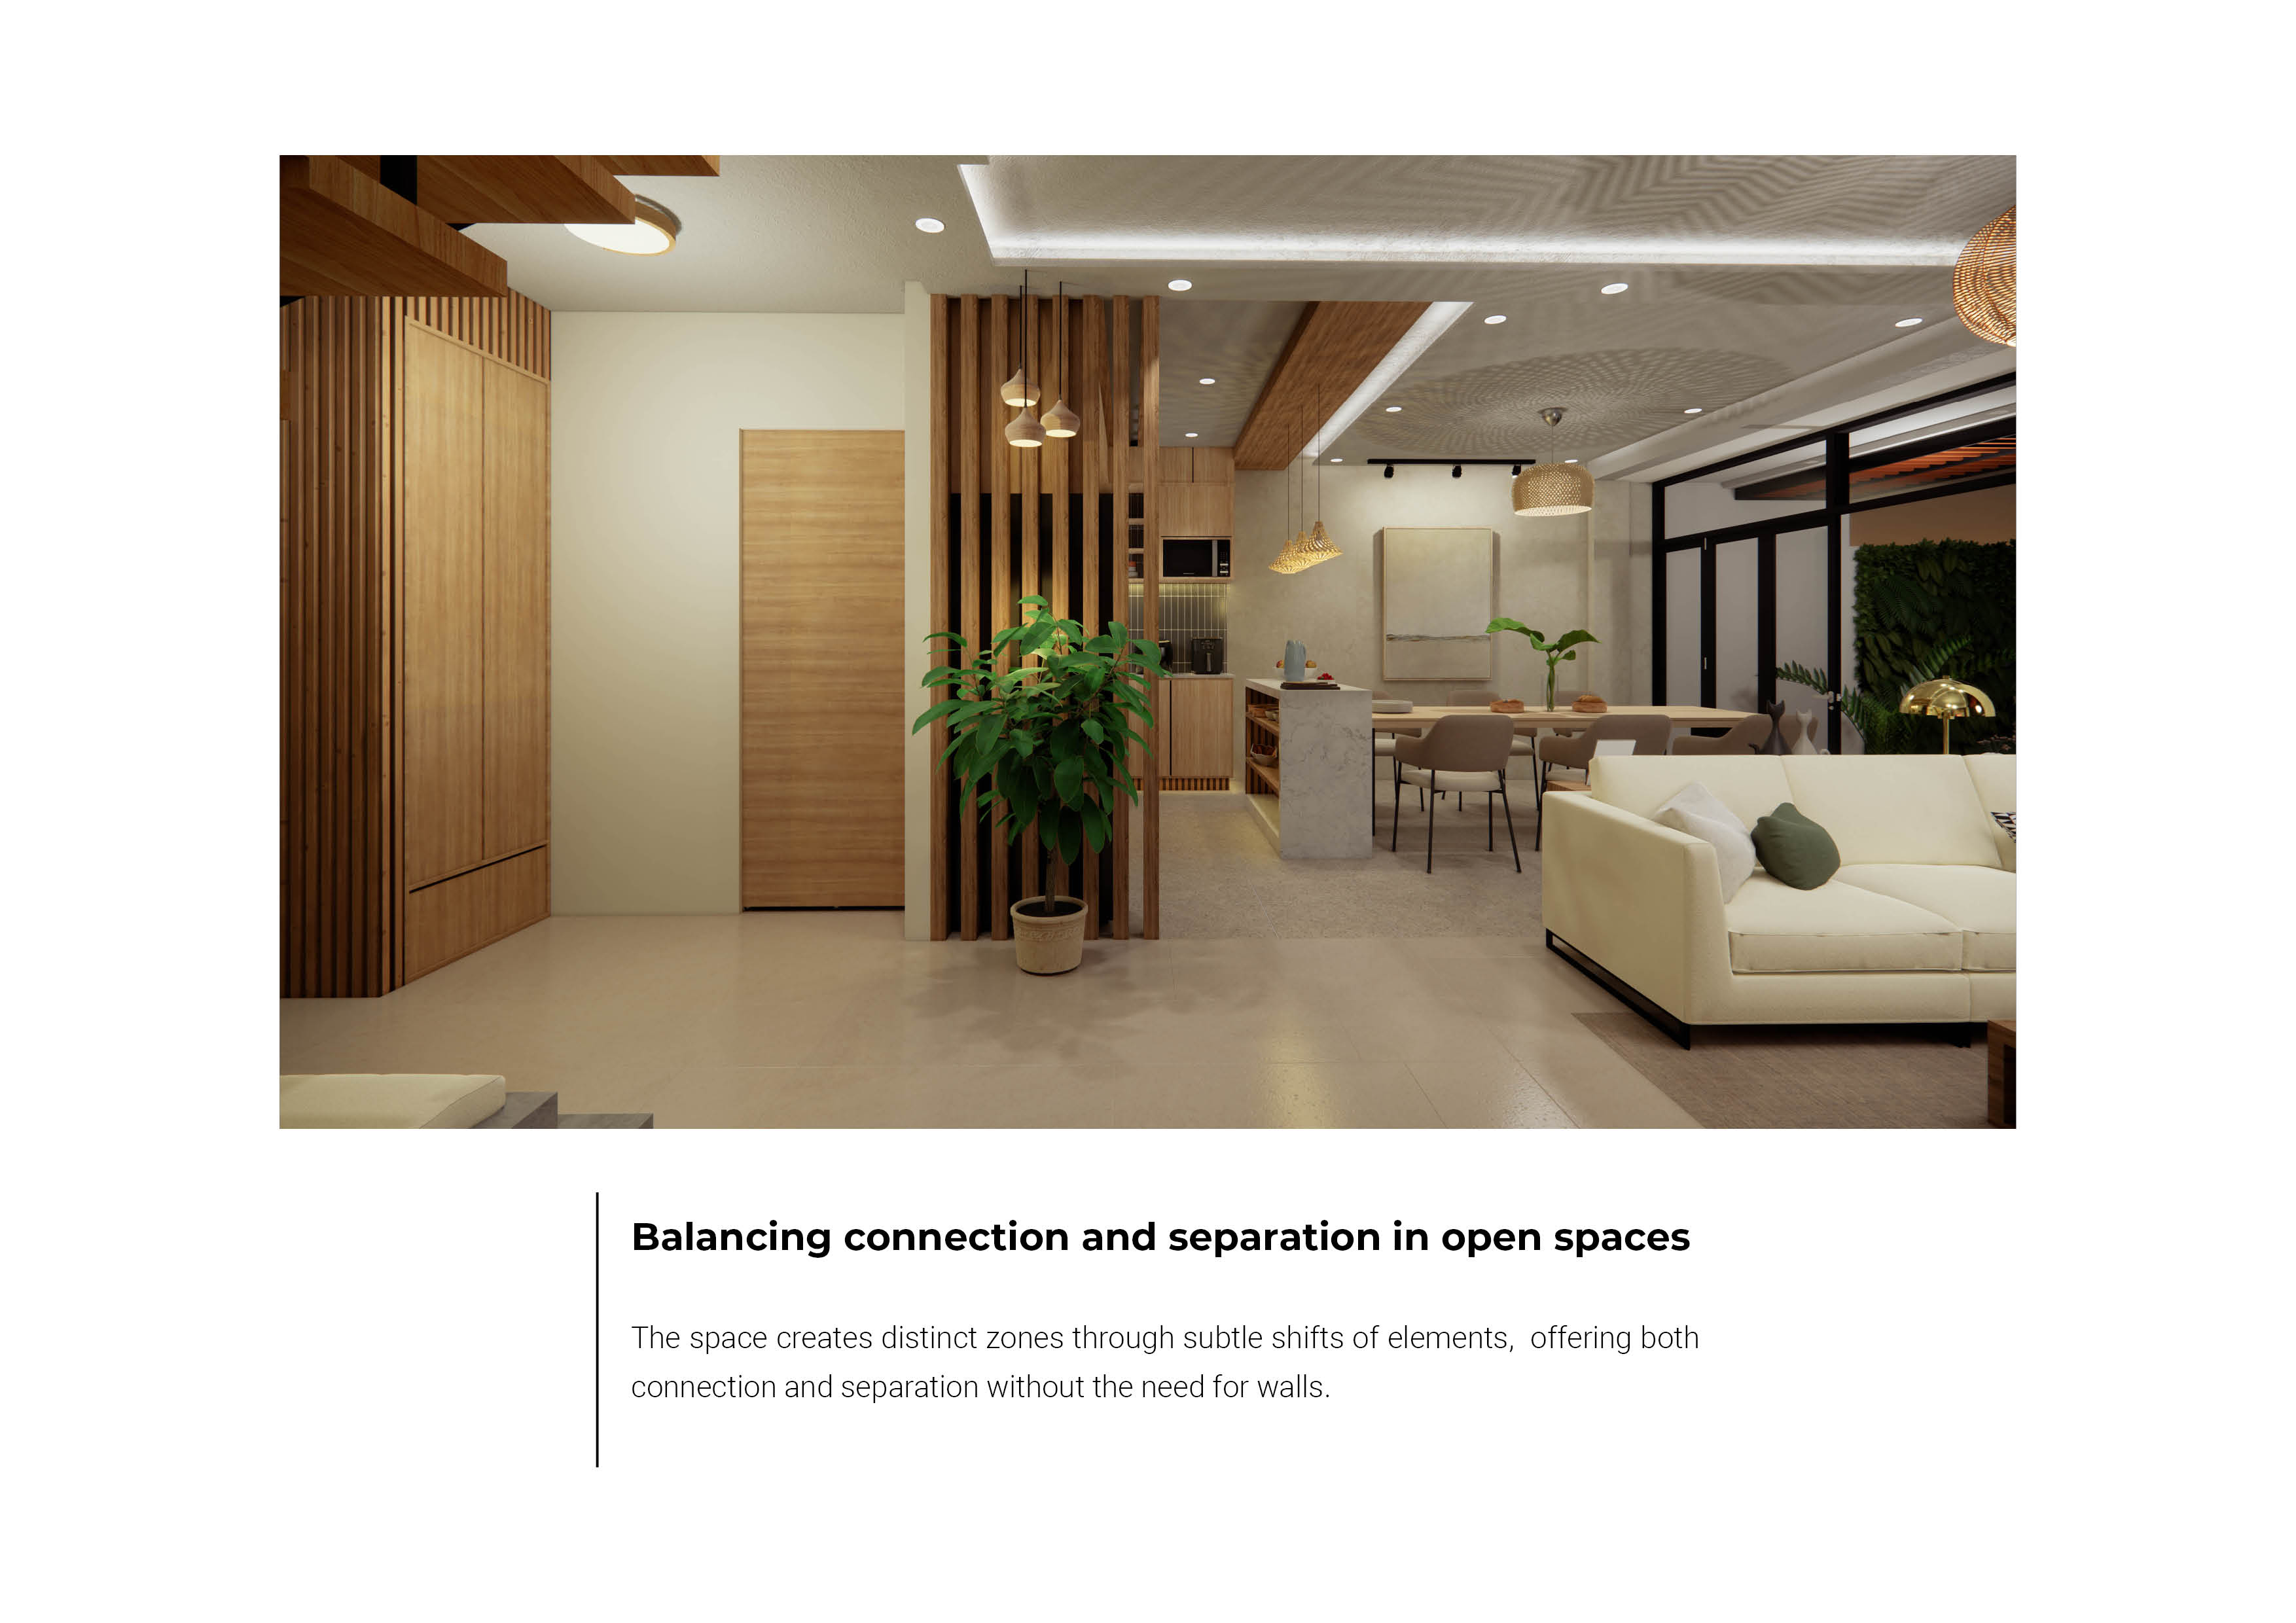 Balancing connection and separation in open spaces
The space creates distinct zones through subtle shifts of elements,  offering both
connection and separation without the need for walls.